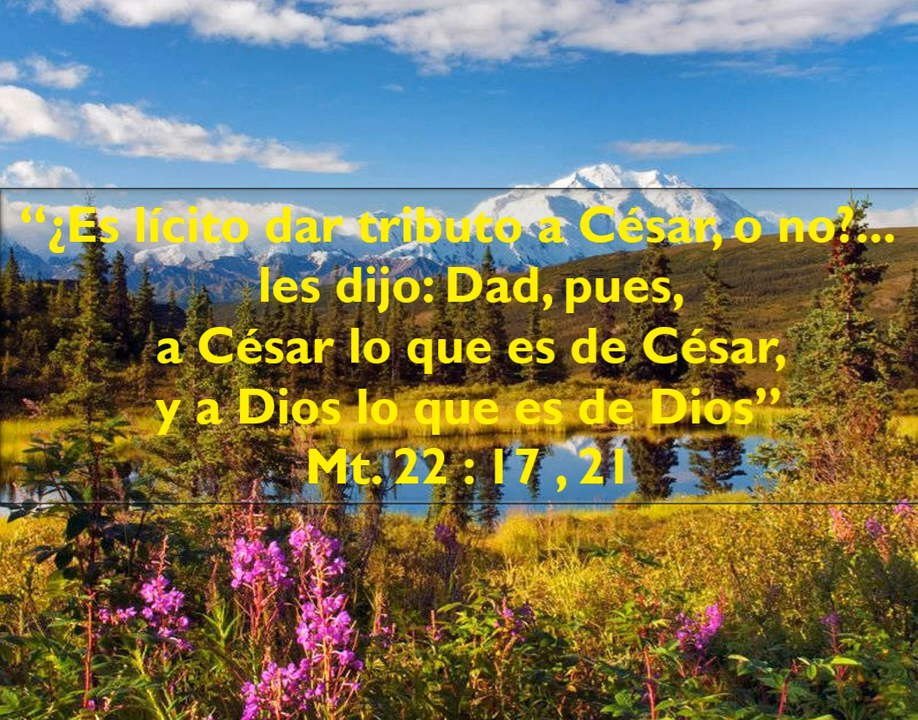 “¿Es lícito dar tributo a César, o no?...
les dijo: Dad, pues,
a César lo que es de César,
y a Dios lo que es de Dios”
Mt. 22 : 17 , 21